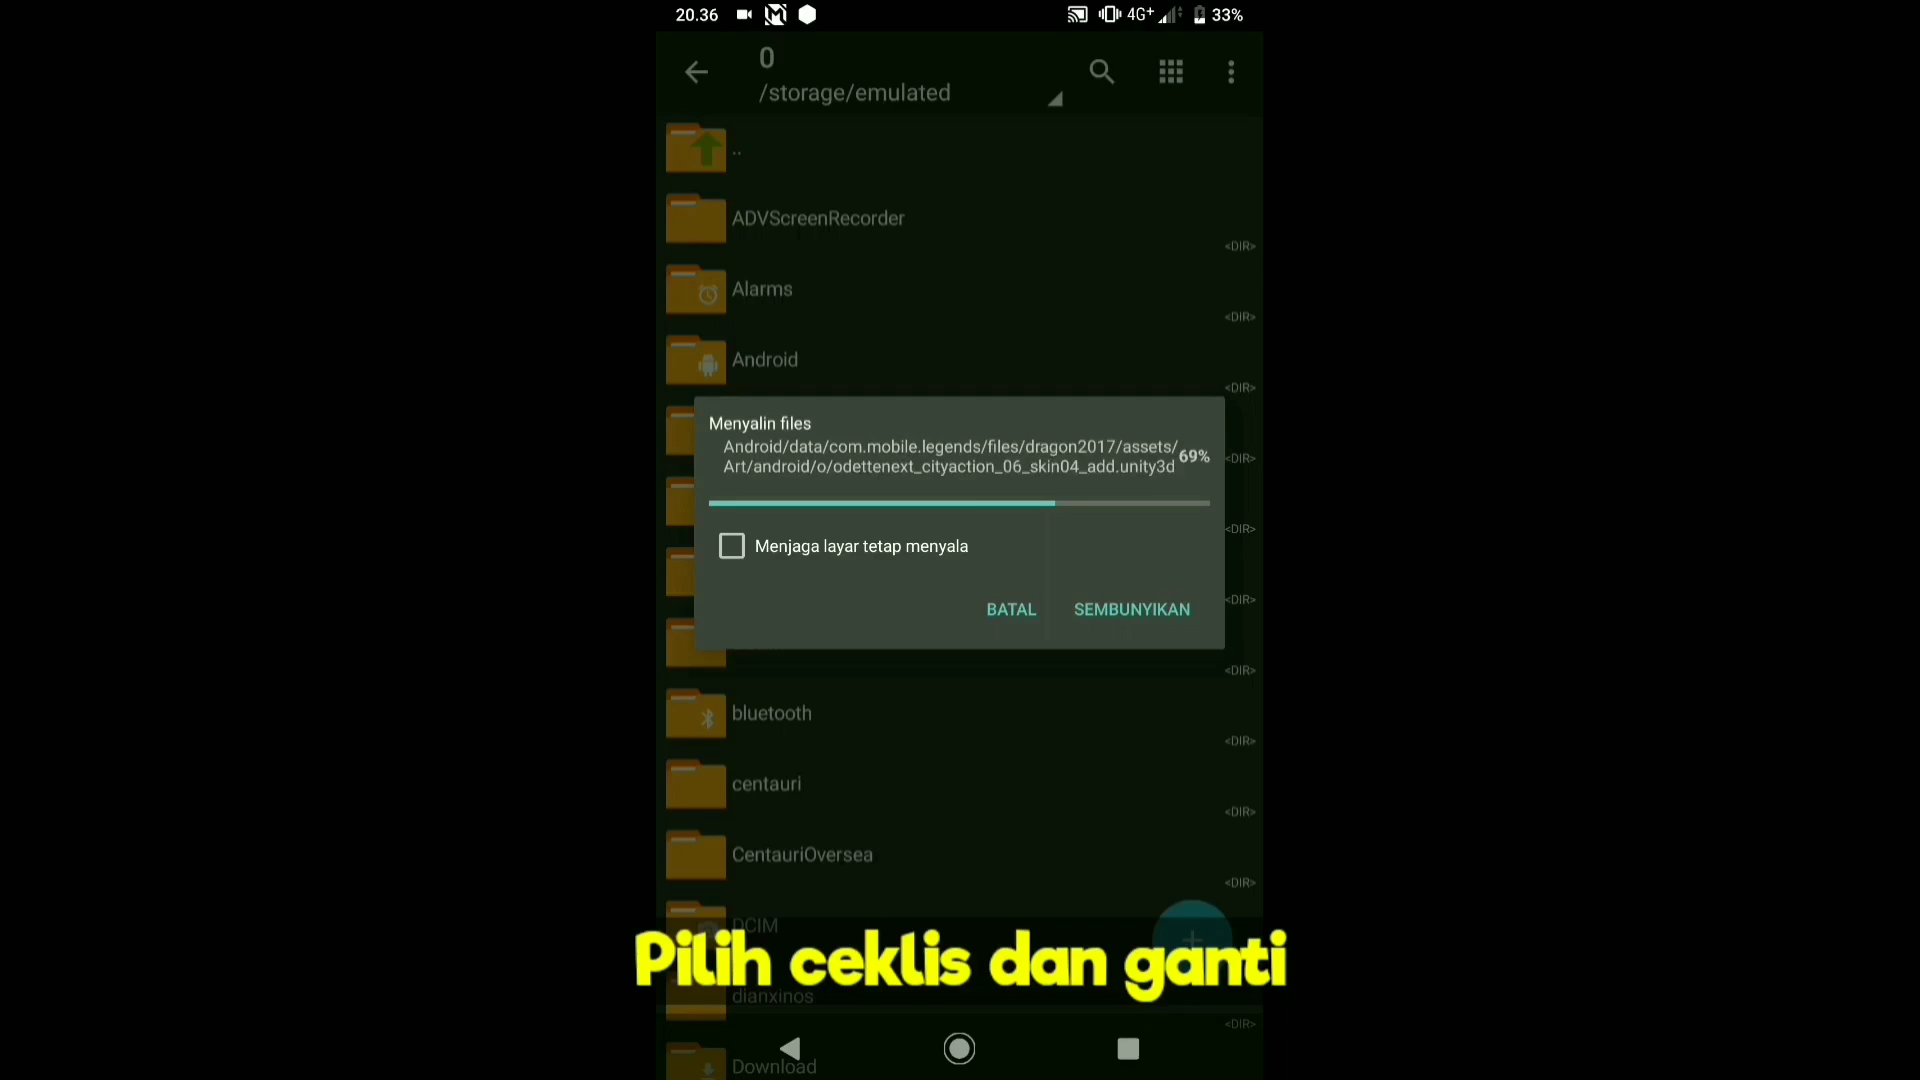 20.36
4G+
33%
0
/storage/emulated
..
ADVScreenRecorder
<DIR>
Alarms
<DIR>
Android
<DIR>
Menyalin files
Android/data/com.mobile.legends/files/dragon2017/assets/
Art/android/o/odettenext_cityaction_06_skin04_add.unity3d
69%
<DIR>
<DIR>
Menjaga layar tetap menyala
BATAL
SEMBUNYIKAN
<DIR>
<DIR>
bluetooth
<DIR>
centauri
<DIR>
CentauriOversea
<DIR>
DCIM
Pilih ceklis dan ganti
dianxinos
<DIR>
Download